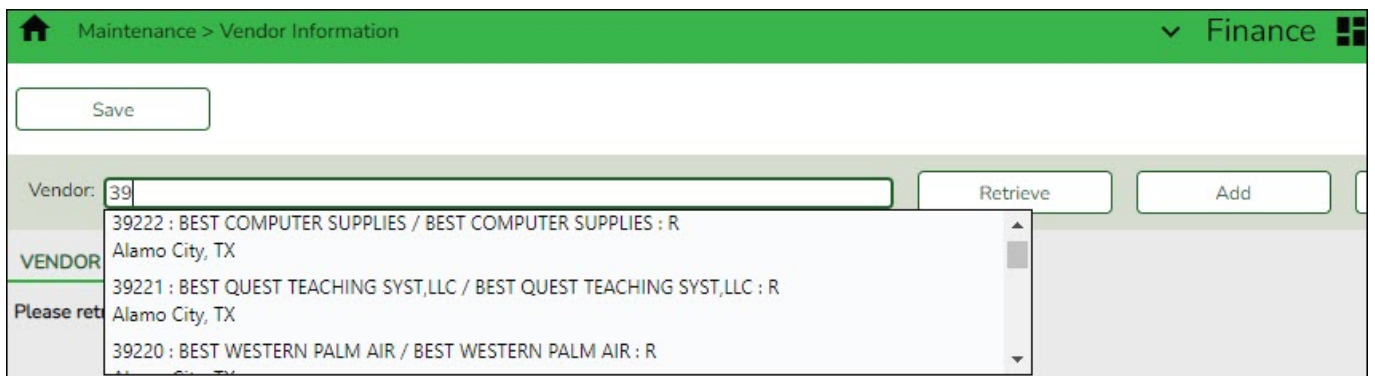 Maintenance > Vendor Information
Finance
Save
Vendor: 39
Retrieve
Add
39222 : BEST COMPUTER SUPPLIES / BEST COMPUTER SUPPLIES : R
Alamo City, TX
VENDOR
39221 : BEST QUEST TEACHING SYST,LLC / BEST QUEST TEACHING SYST,LLC : R
Please
Alamo City, TX
39220 : BEST WESTERN PALM AIR / BEST WESTERN PALM AIR : R